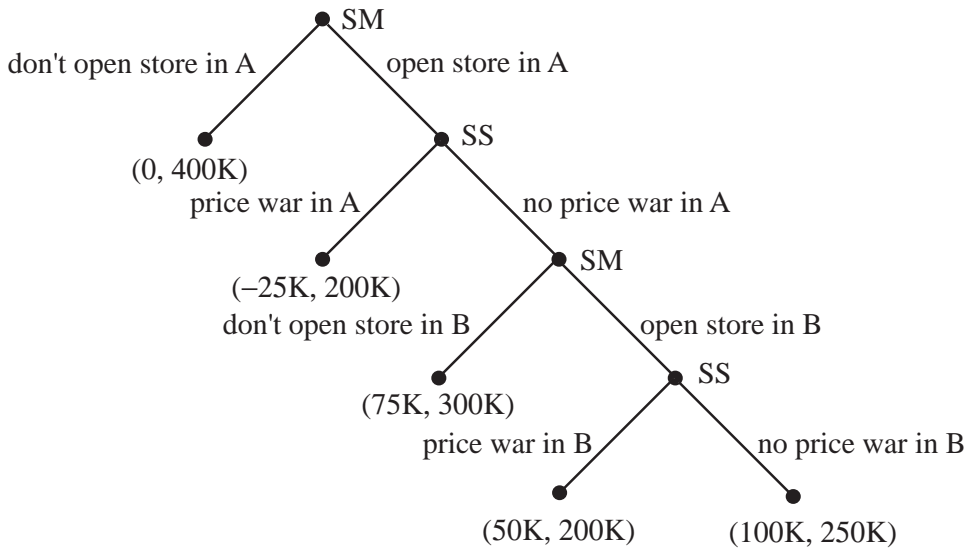 SM
don't open store in A
open store in A
SS
(0, 400K)
price war in A
no price war in A
SM
(−25K, 200K)
don't open store in B
open store in B
SS
(75K, 300K)
price war in B
no price war in B
(50K, 200K)
(100K, 250K)